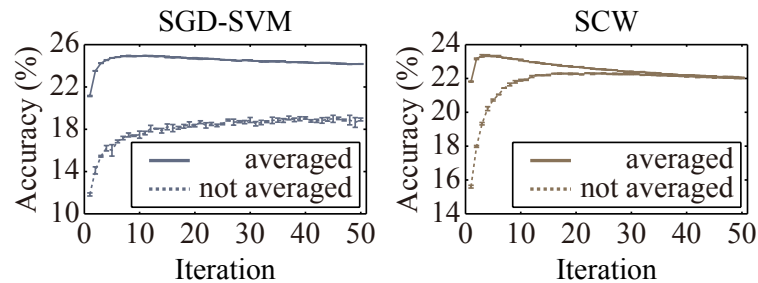 SGD-SVM
Accuracy (%)
26
22
18
14
10
0 10 20 30 40 50
Iteration
averaged
not averaged
SCW
Accuracy (%)
24
22
20
18
16
14
0 10 20 30 40 50
Iteration
averaged
not averaged